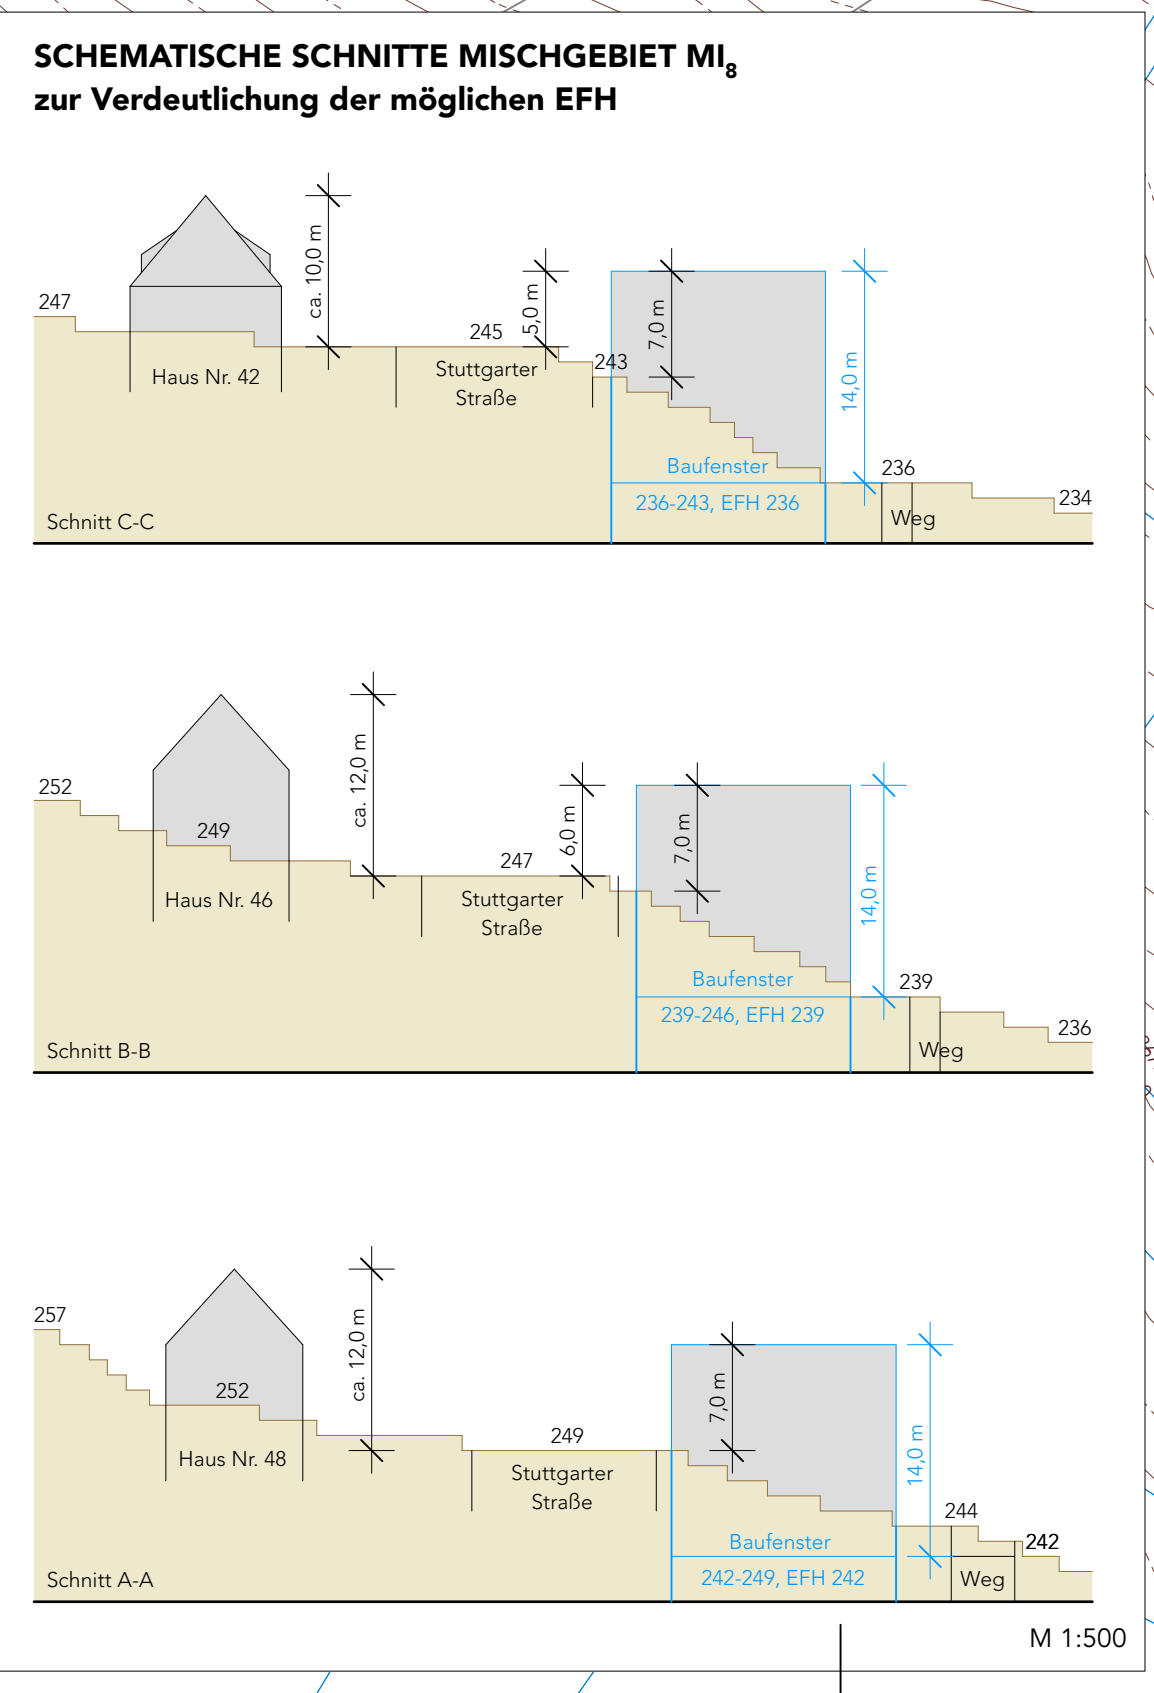 SCHEMATISCHE SCHNITTE MISCHGEBIET MI8
zur Verdeutlichung der möglichen EFH
247
ca. 10,0 m
245
5,0 m
243
7,0 m
14,0 m
Haus Nr. 42
Stuttgarter
Straße
Baufenster
236-243, EFH 236
236
Weg
234
Schnitt C-C
252
249
ca. 12,0 m
247
6,0 m
7,0 m
14,0 m
Haus Nr. 46
Stuttgarter
Straße
Baufenster
239-246, EFH 239
239
Weg
236
Schnitt B-B
257
252
ca. 12,0 m
249
7,0 m
14,0 m
Haus Nr. 48
Stuttgarter
Straße
Baufenster
242-249, EFH 242
244
242
Weg
Schnitt A-A
M 1:500